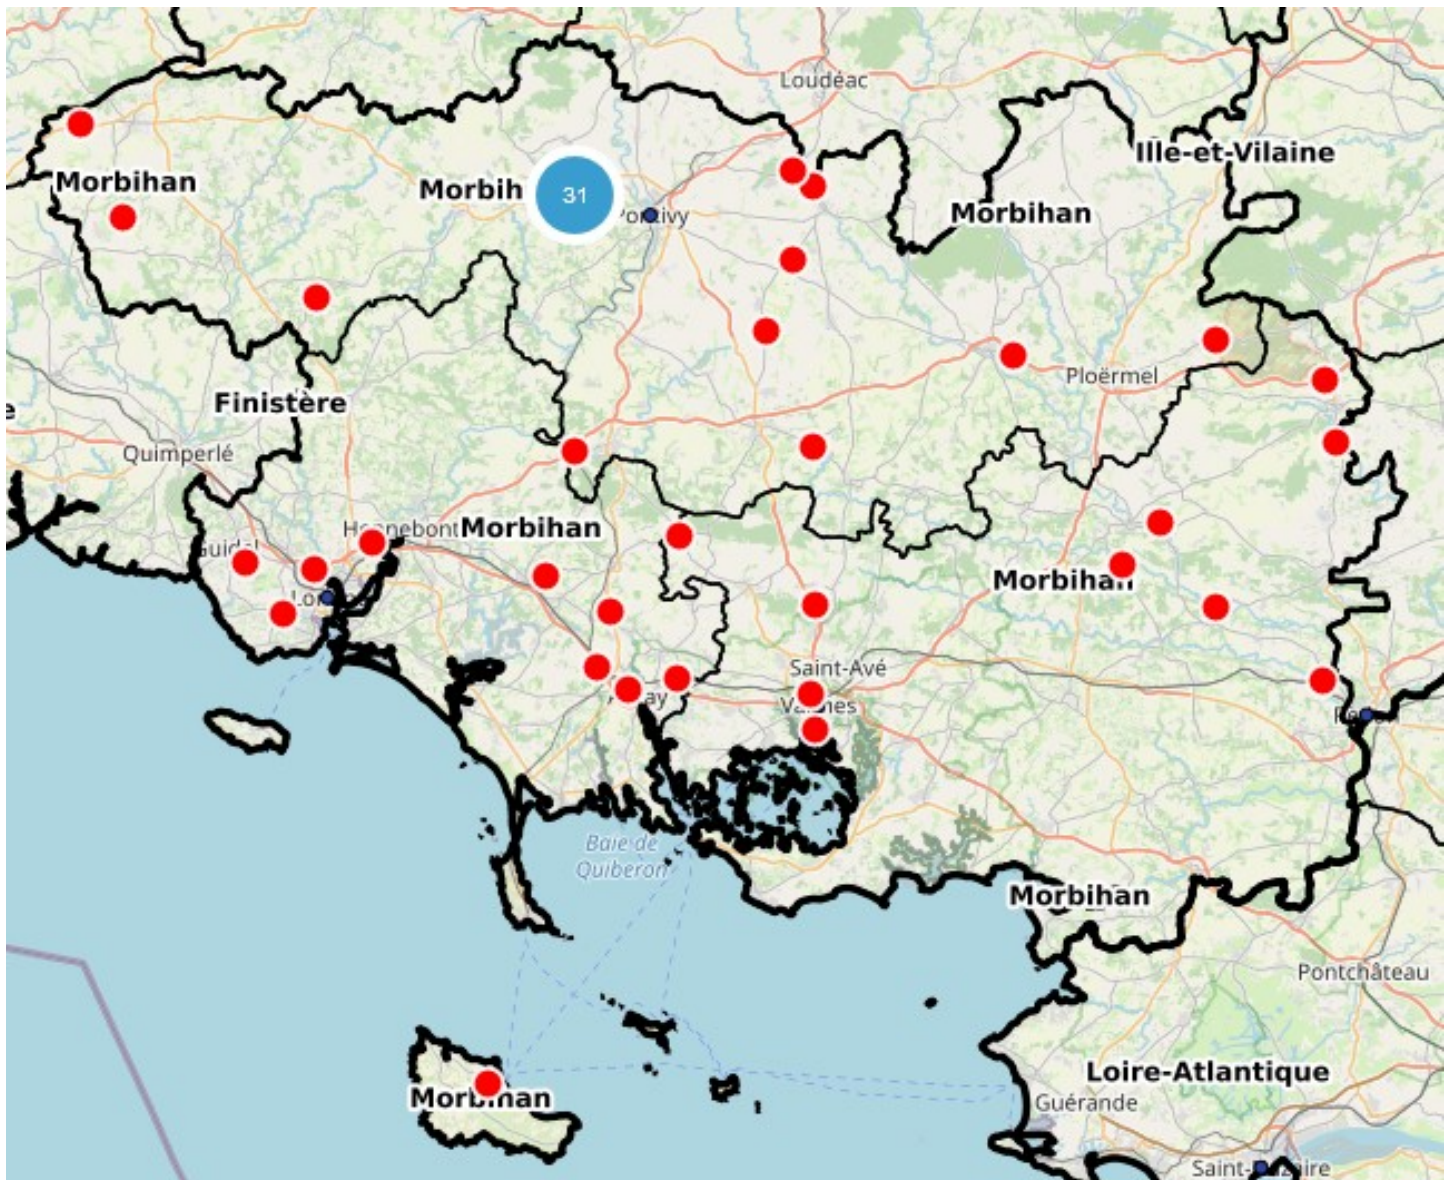 Loudéac
Ille-et-Vilaine
Morbihan
Morbih
31
Morbihan
Ploërmel
Finistère
Quimperlé
Morbihan
Morbihan
Saint-Avé
Baie de
Quiberon
Morbihan
Pontchâteau
Loire-Atlantique
Morbihan
Guérande